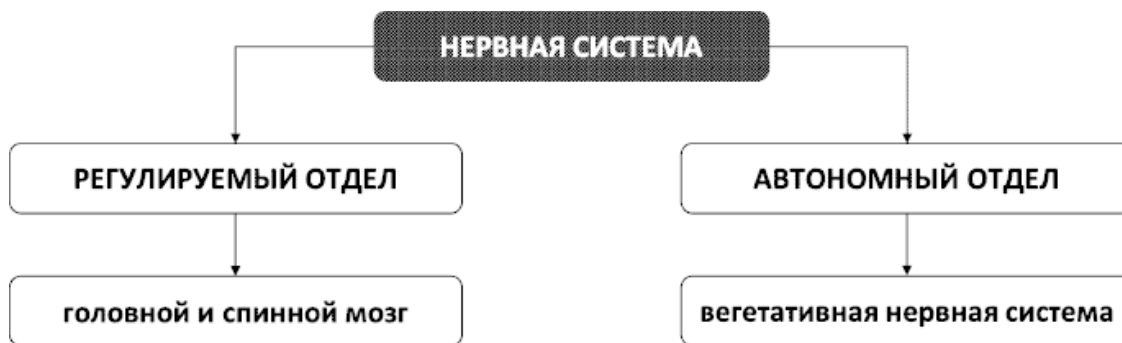 НЕРВНАЯ СИСТЕМА
РЕГУЛИРУЕМЫЙ ОТДЕЛ
АВТОНОМНЫЙ ОТДЕЛ
головной и спинной мозг
вегетативная нервная система